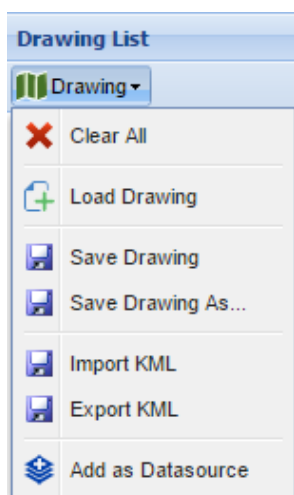 Drawing List
Drawing
Clear All
Load Drawing
Save Drawing
Save Drawing As...
Import KML
Export KML
Add as Datasource